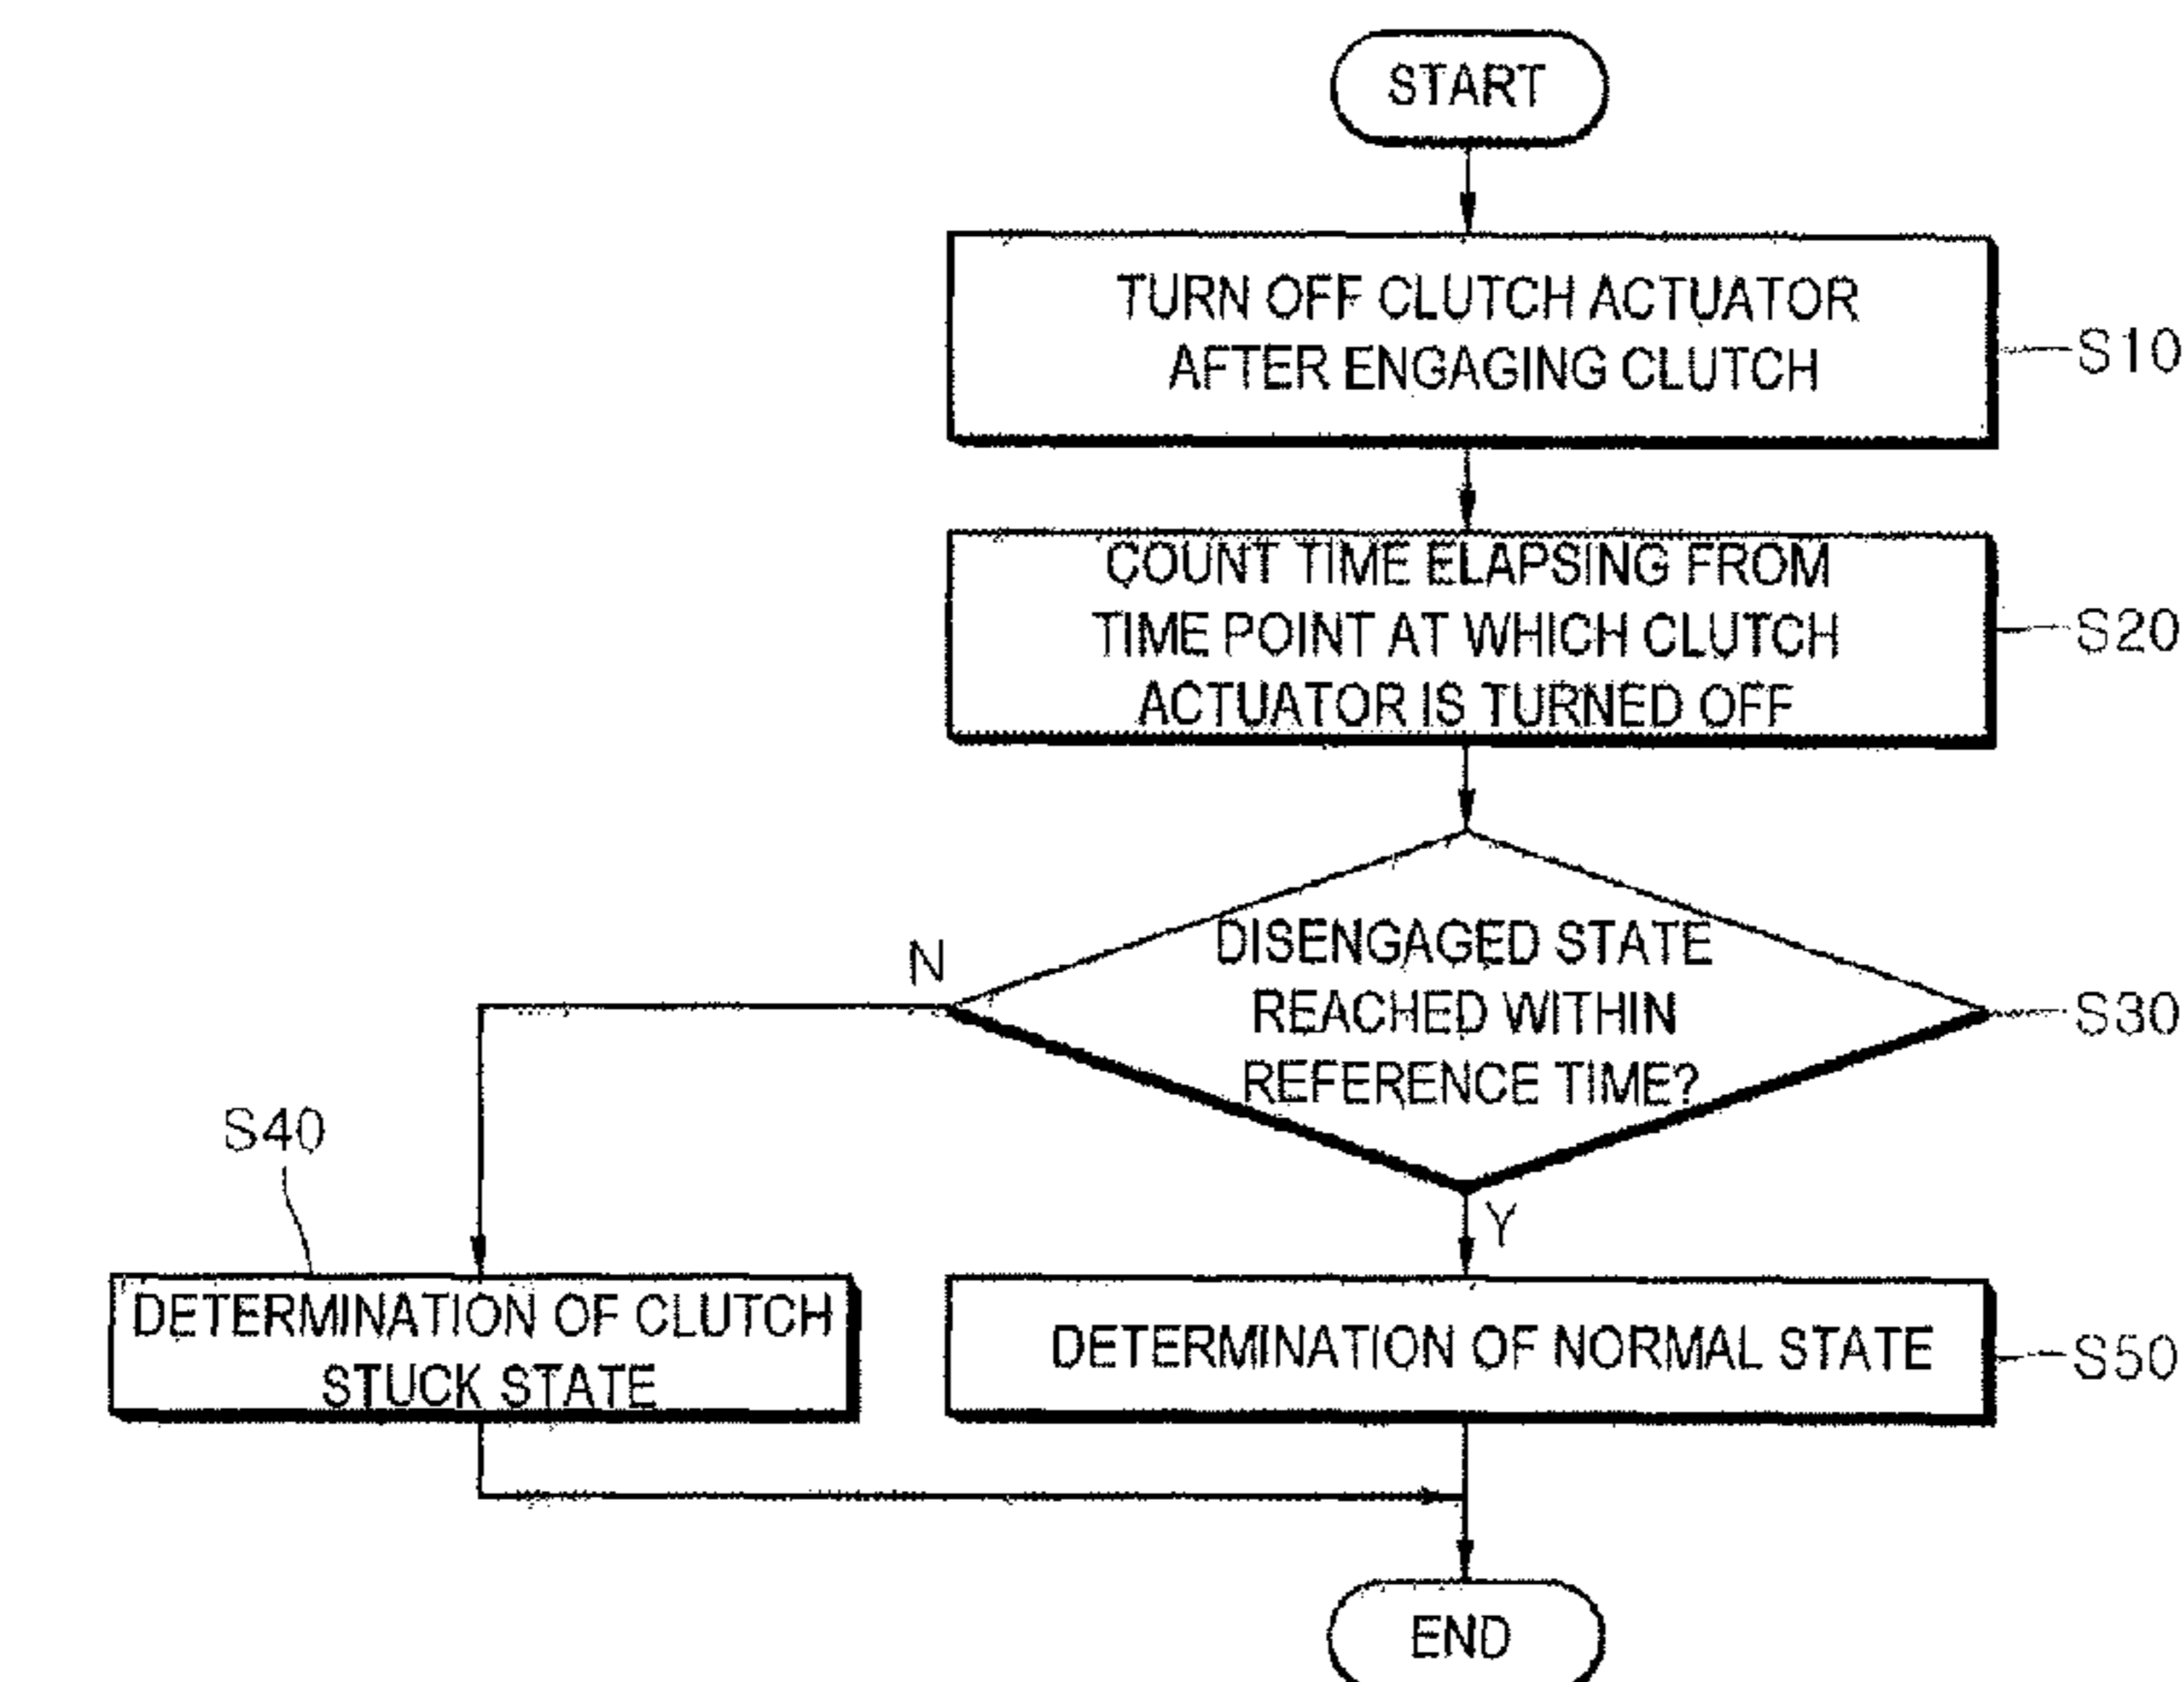 START
TURN OFF CLUTCH ACTUATOR
AFTER ENGAGING CLUTCH
S10
COUNT TIME ELAPSING FROM
TIME POINT AT WHICH CLUTCH
ACTUATOR IS TURNED OFF
S20
DISENGAGED STATE
REACHED WITHIN
REFERENCE TIME?
S30
N
Y
S40
DETERMINATION OF CLUTCH
STUCK STATE
DETERMINATION OF NORMAL STATE
S50
END